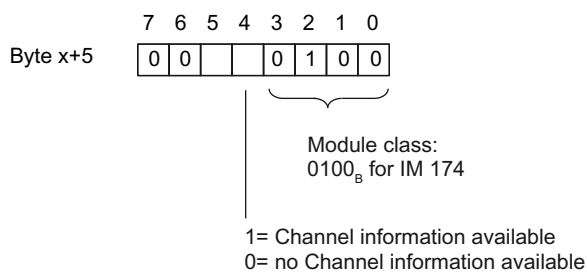 7 6 5 4 3 2 1 0
Byte x+5 0 0 0 1 0 0
Module class:
0100B for IM 174
1= Channel information available
0= no Channel information available